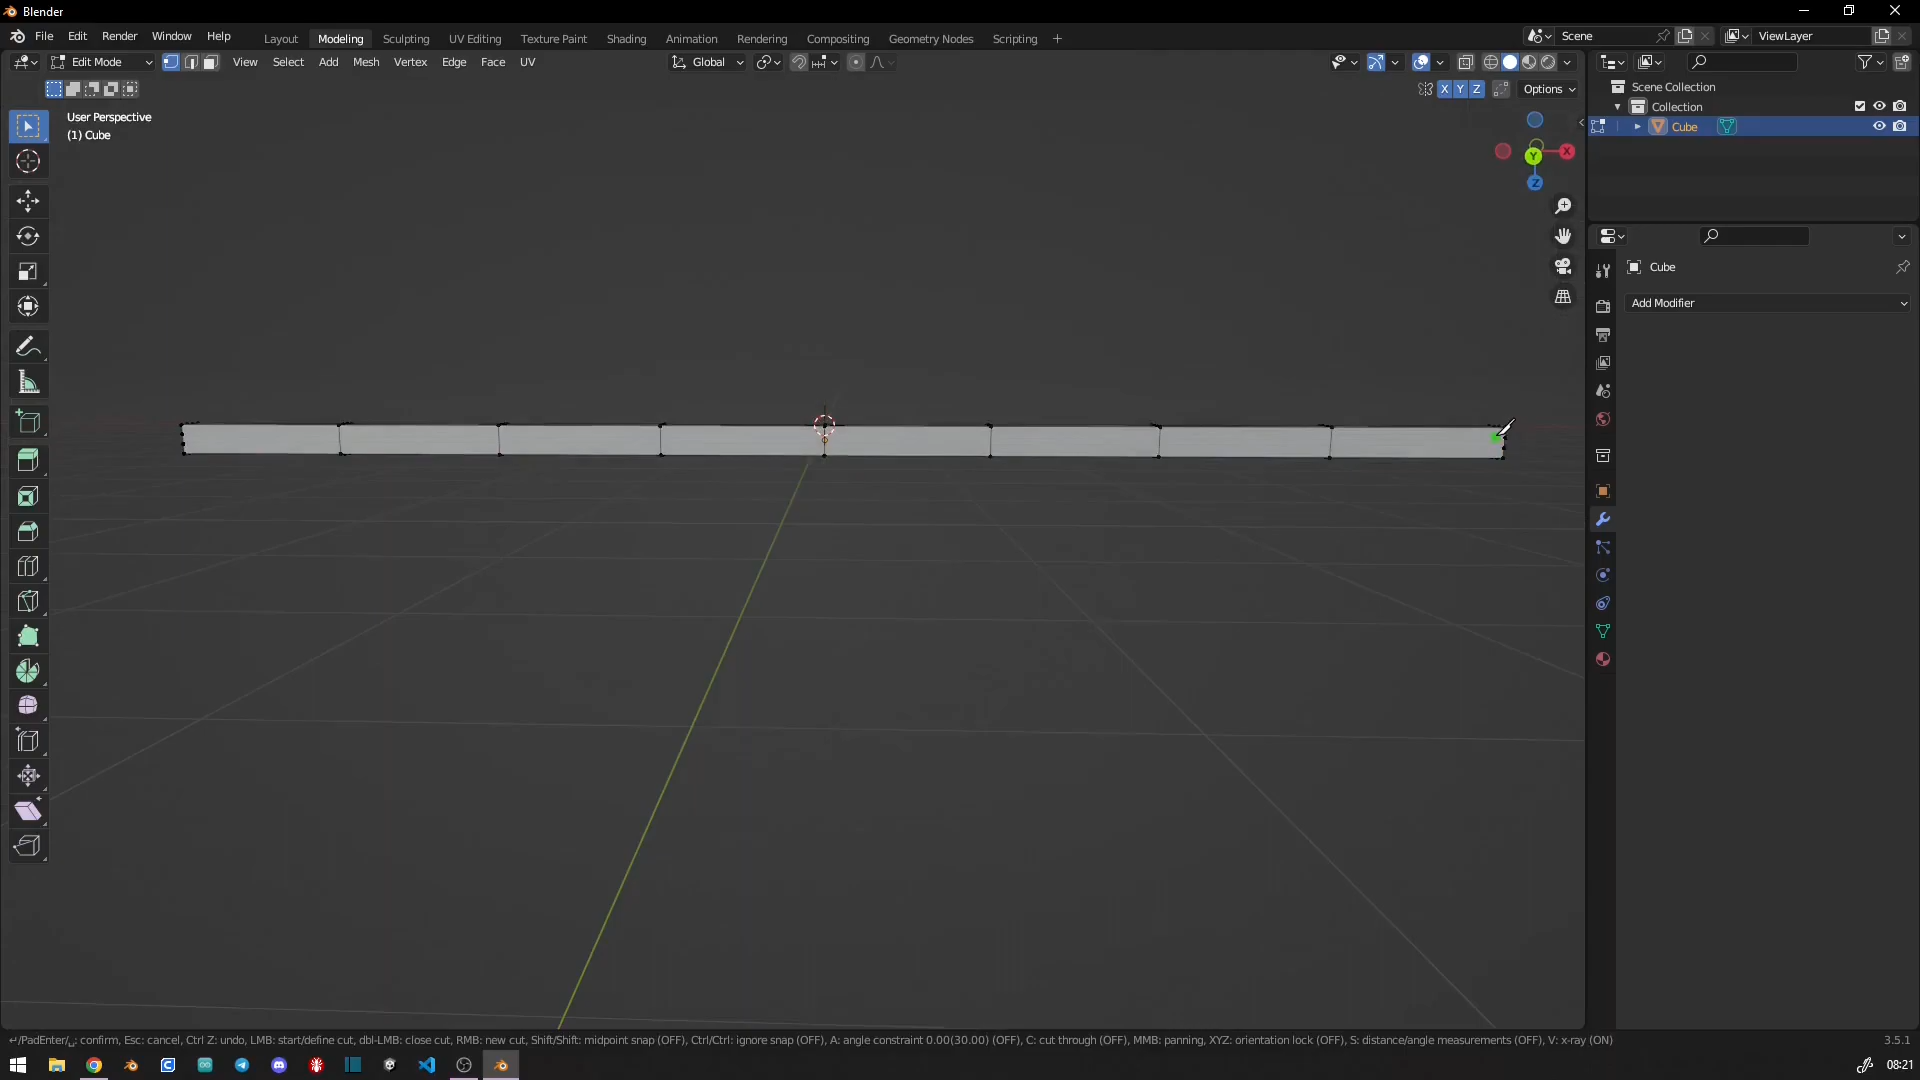 Blender
File Edit Render Window Help
Layout Modeling Sculpting UV Editing Texture Paint Shading Animation Rendering Compositing Geometry Nodes Scripting +
Scene
ViewLayer
Edit Mode
View Select Add Mesh Vertex Edge Face UV
Global
X Y Z
Options
User Perspective
(1) Cube
X
Y
Z
Scene Collection
Collection
Cube
Cube
Add Modifier
↵/PadEnter/␣: confirm, Esc: cancel, Ctrl Z: undo, LMB: start/define cut, dbl-LMB: close cut, RMB: new cut, Shift/Shift: midpoint snap (OFF), Ctrl/Ctrl: ignore snap (OFF), A: angle constraint 0.00(30.00) (OFF), C: cut through (OFF), MMB: panning, XYZ: orientation lock (OFF), S: distance/angle measurements (OFF), V: x-ray (ON)
3.5.1
08:21